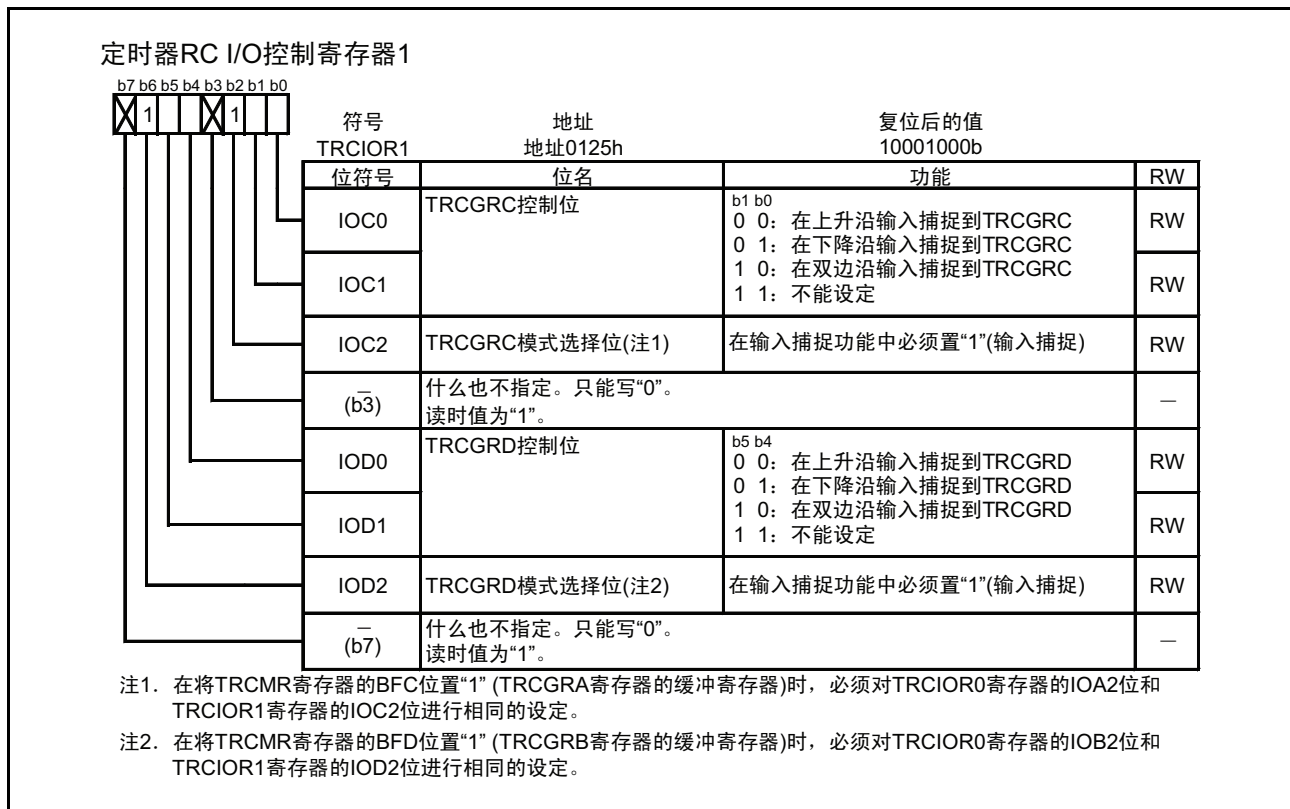 定时器RC I/O控制寄存器1
b7 b6 b5 b4 b3 b2 b1 b0
1 1
符号 地址 复位后的值
TRCIOR1 地址0125h 10001000b
位符号 位名 功能 RW
IOC0 TRCGRC控制位 b1 b0
0 0：在上升沿输入捕捉到TRCGRC
0 1：在下降沿输入捕捉到TRCGRC
1 0：在双边沿输入捕捉到TRCGRC
1 1：不能设定
RW
IOC1 RW
IOC2 TRCGRC模式选择位(注1) 在输入捕捉功能中必须置“1”(输入捕捉) RW
—
(b3) 什么也不指定。只能写“0”。
读时值为“1”。
—
IOD0 TRCGRD控制位 b5 b4
0 0：在上升沿输入捕捉到TRCGRD
0 1：在下降沿输入捕捉到TRCGRD
1 0：在双边沿输入捕捉到TRCGRD
1 1：不能设定
RW
IOD1 RW
IOD2 TRCGRD模式选择位(注2) 在输入捕捉功能中必须置“1”(输入捕捉) RW
—
(b7) 什么也不指定。只能写“0”。
读时值为“1”。
—
注1. 在将TRCMR寄存器的BFC位置“1” (TRCGRA寄存器的缓冲寄存器)时，必须对TRCIOR0寄存器的IOA2位和
TRCIOR1寄存器的IOC2位进行相同的设定。
注2. 在将TRCMR寄存器的BFD位置“1” (TRCGRB寄存器的缓冲寄存器)时，必须对TRCIOR0寄存器的IOB2位和
TRCIOR1寄存器的IOD2位进行相同的设定。